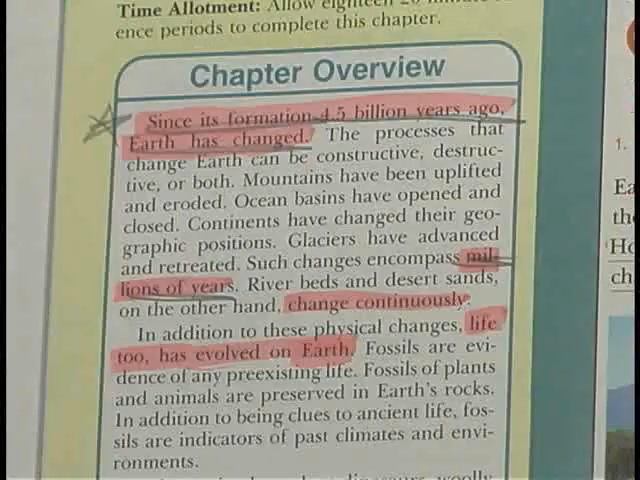 Time Allotment: Allow eighteen 20 minute
ence periods to complete this chapter.
Chapter Overview
Since its formation 4.5 billion years ago,
Earth has changed. The processes that
change Earth can be constructive, destruc-
tive, or both. Mountains have been uplifted
and eroded. Ocean basins have opened and
closed. Continents have changed their geo-
graphic positions. Glaciers have advanced
and retreated. Such changes encompass mil-
lions of years. River beds and desert sands,
on the other hand, change continuously.
In addition to these physical changes, life
too, has evolved on Earth. Fossils are evi-
dence of any preexisting life. Fossils of plants
and animals are preserved in Earth's rocks.
In addition to being clues to ancient life, fos-
sils are indicators of past climates and envi-
ronments.
dinosaurs, woolly
1.
Ea
th
Ho
ch